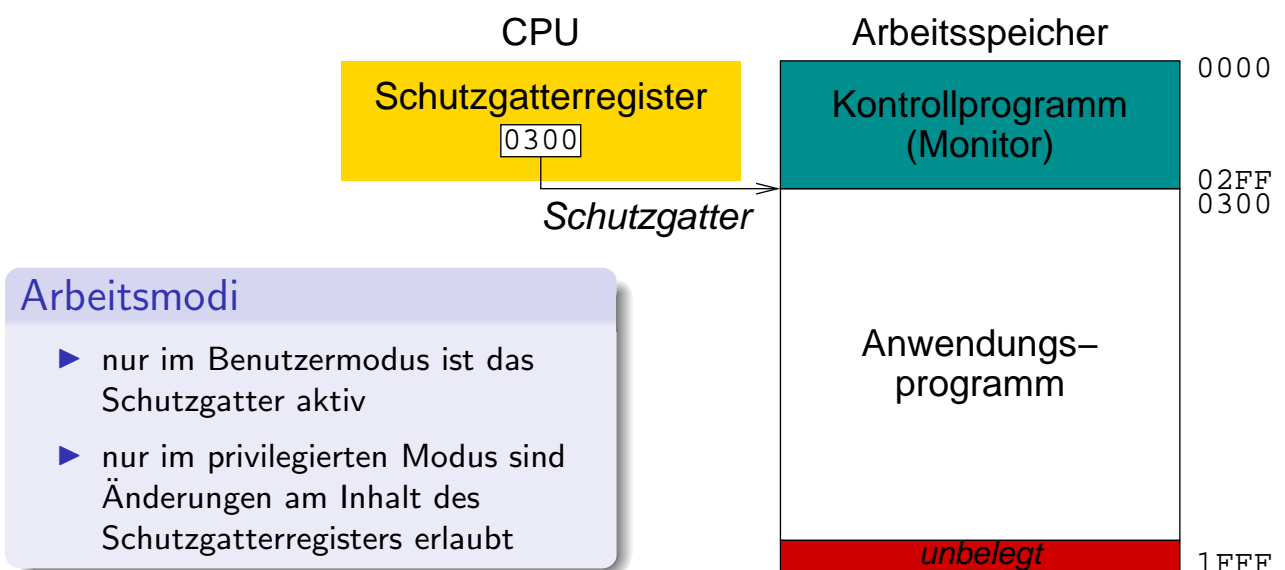 CPU
Arbeitsspeicher
Schutzgatterregister
0300
Schutzgatter
Kontrollprogramm
(Monitor)
0000
02FF
0300
Anwendungs−
programm
unbelegt
1FFF
Arbeitsmodi
▶ nur im Benutzermodus ist das
Schutzgatter aktiv
▶ nur im privilegierten Modus sind
Änderungen am Inhalt des
Schutzgatterregisters erlaubt